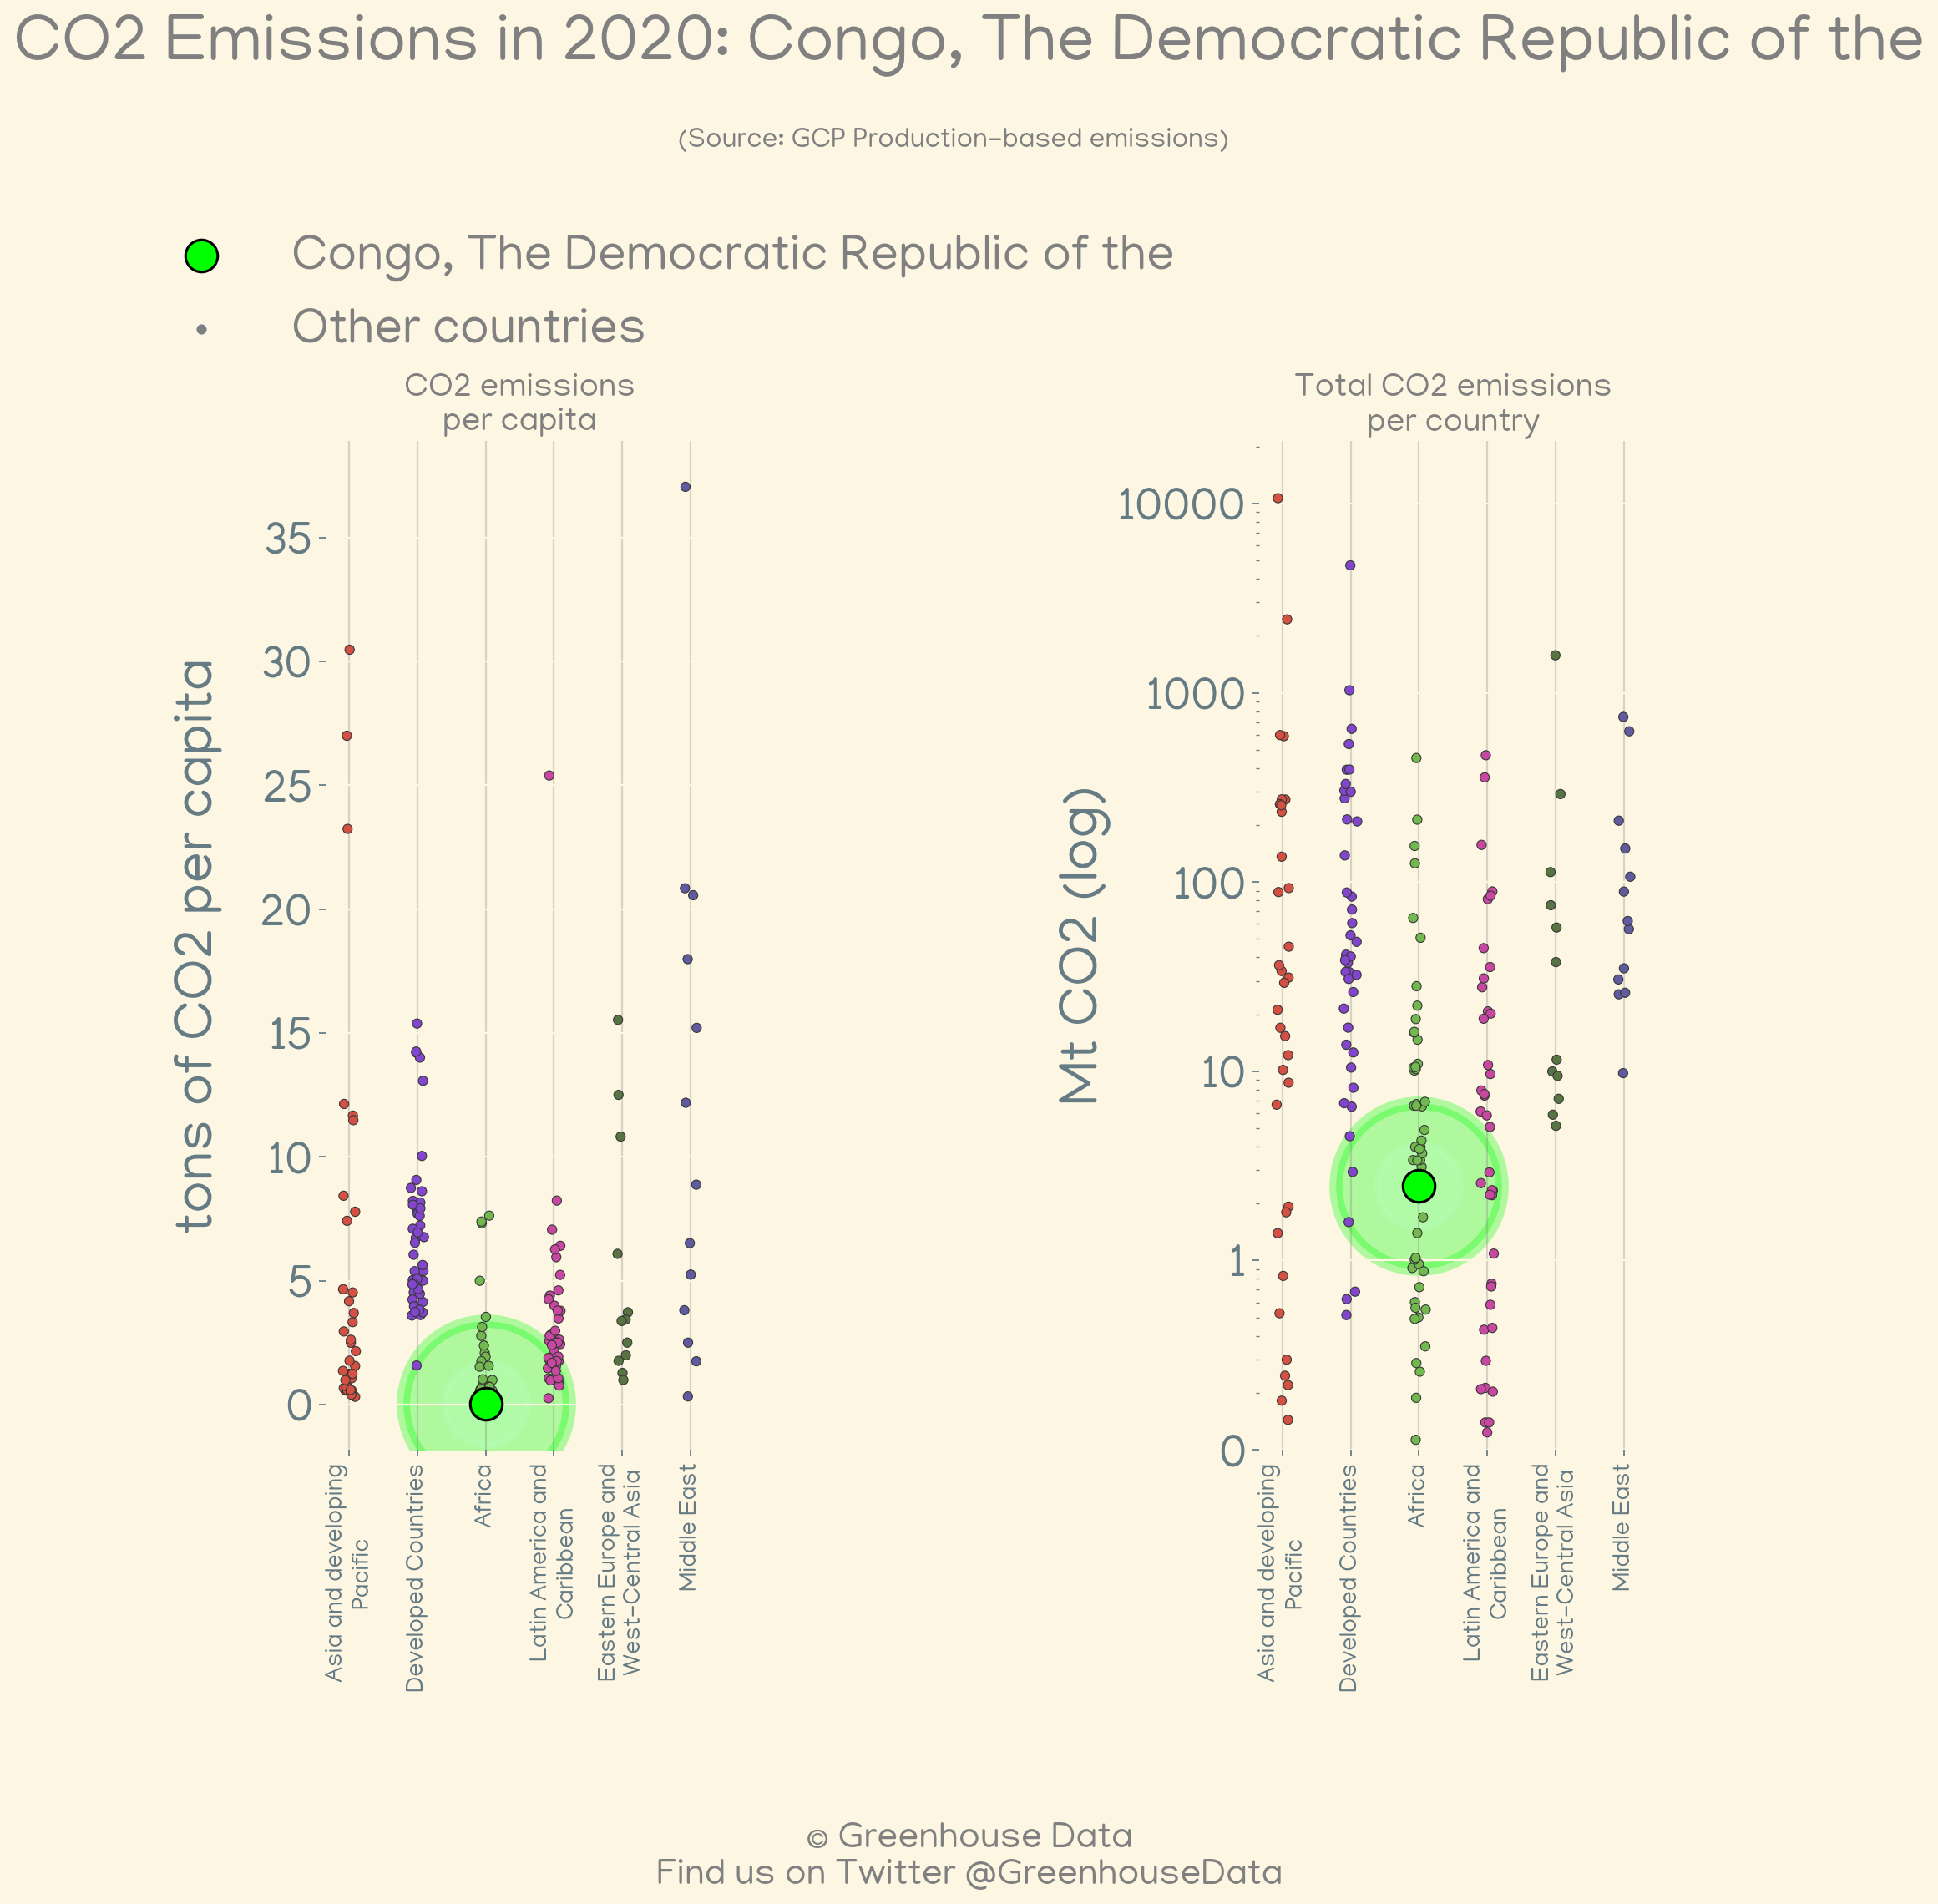 CO2 Emissions in 2020: Congo, The Democratic Republic of the
(Source: GCP Production-based emissions)
Congo, The Democratic Republic of the
Other countries
CO2 emissions
per capita
tons of CO2 per capita
35
30
25
20
15
10
5
0
Asia and developing
Pacific
Developed Countries
Africa
Latin America and
Caribbean
Eastern Europe and
West-Central Asia
Middle East
Total CO2 emissions
per country
Mt CO2 (log)
10000
1000
100
10
1
0
Asia and developing
Pacific
Developed Countries
Africa
Latin America and
Caribbean
Eastern Europe and
West-Central Asia
Middle East
© Greenhouse Data
Find us on Twitter @GreenhouseData